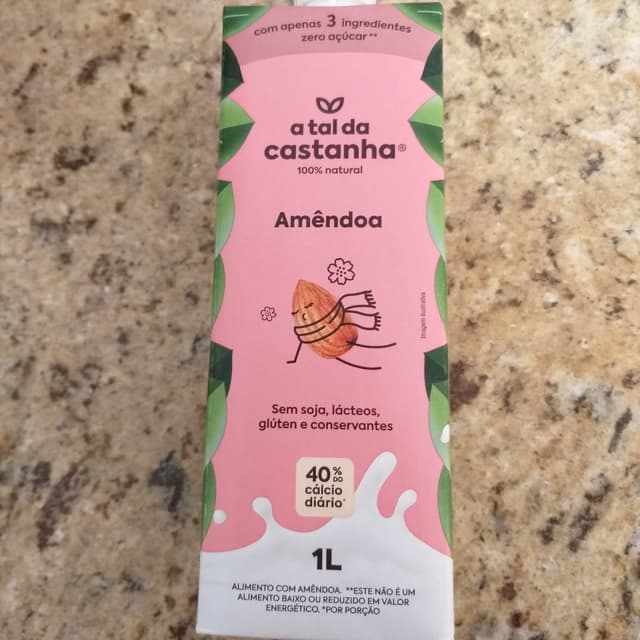 com apenas 3 ingredientes
zero açúcar**
a tal da
castanha®
100% natural
Amêndoa
Imagem ilustrativa
Sem soja, lácteos,
glúten e conservantes
40% DO
cálcio
diário*
1L
ALIMENTO COM AMÊNDOA. **ESTE NÃO É UM
ALIMENTO BAIXO OU REDUZIDO EM VALOR
ENERGÉTICO. *POR PORÇÃO